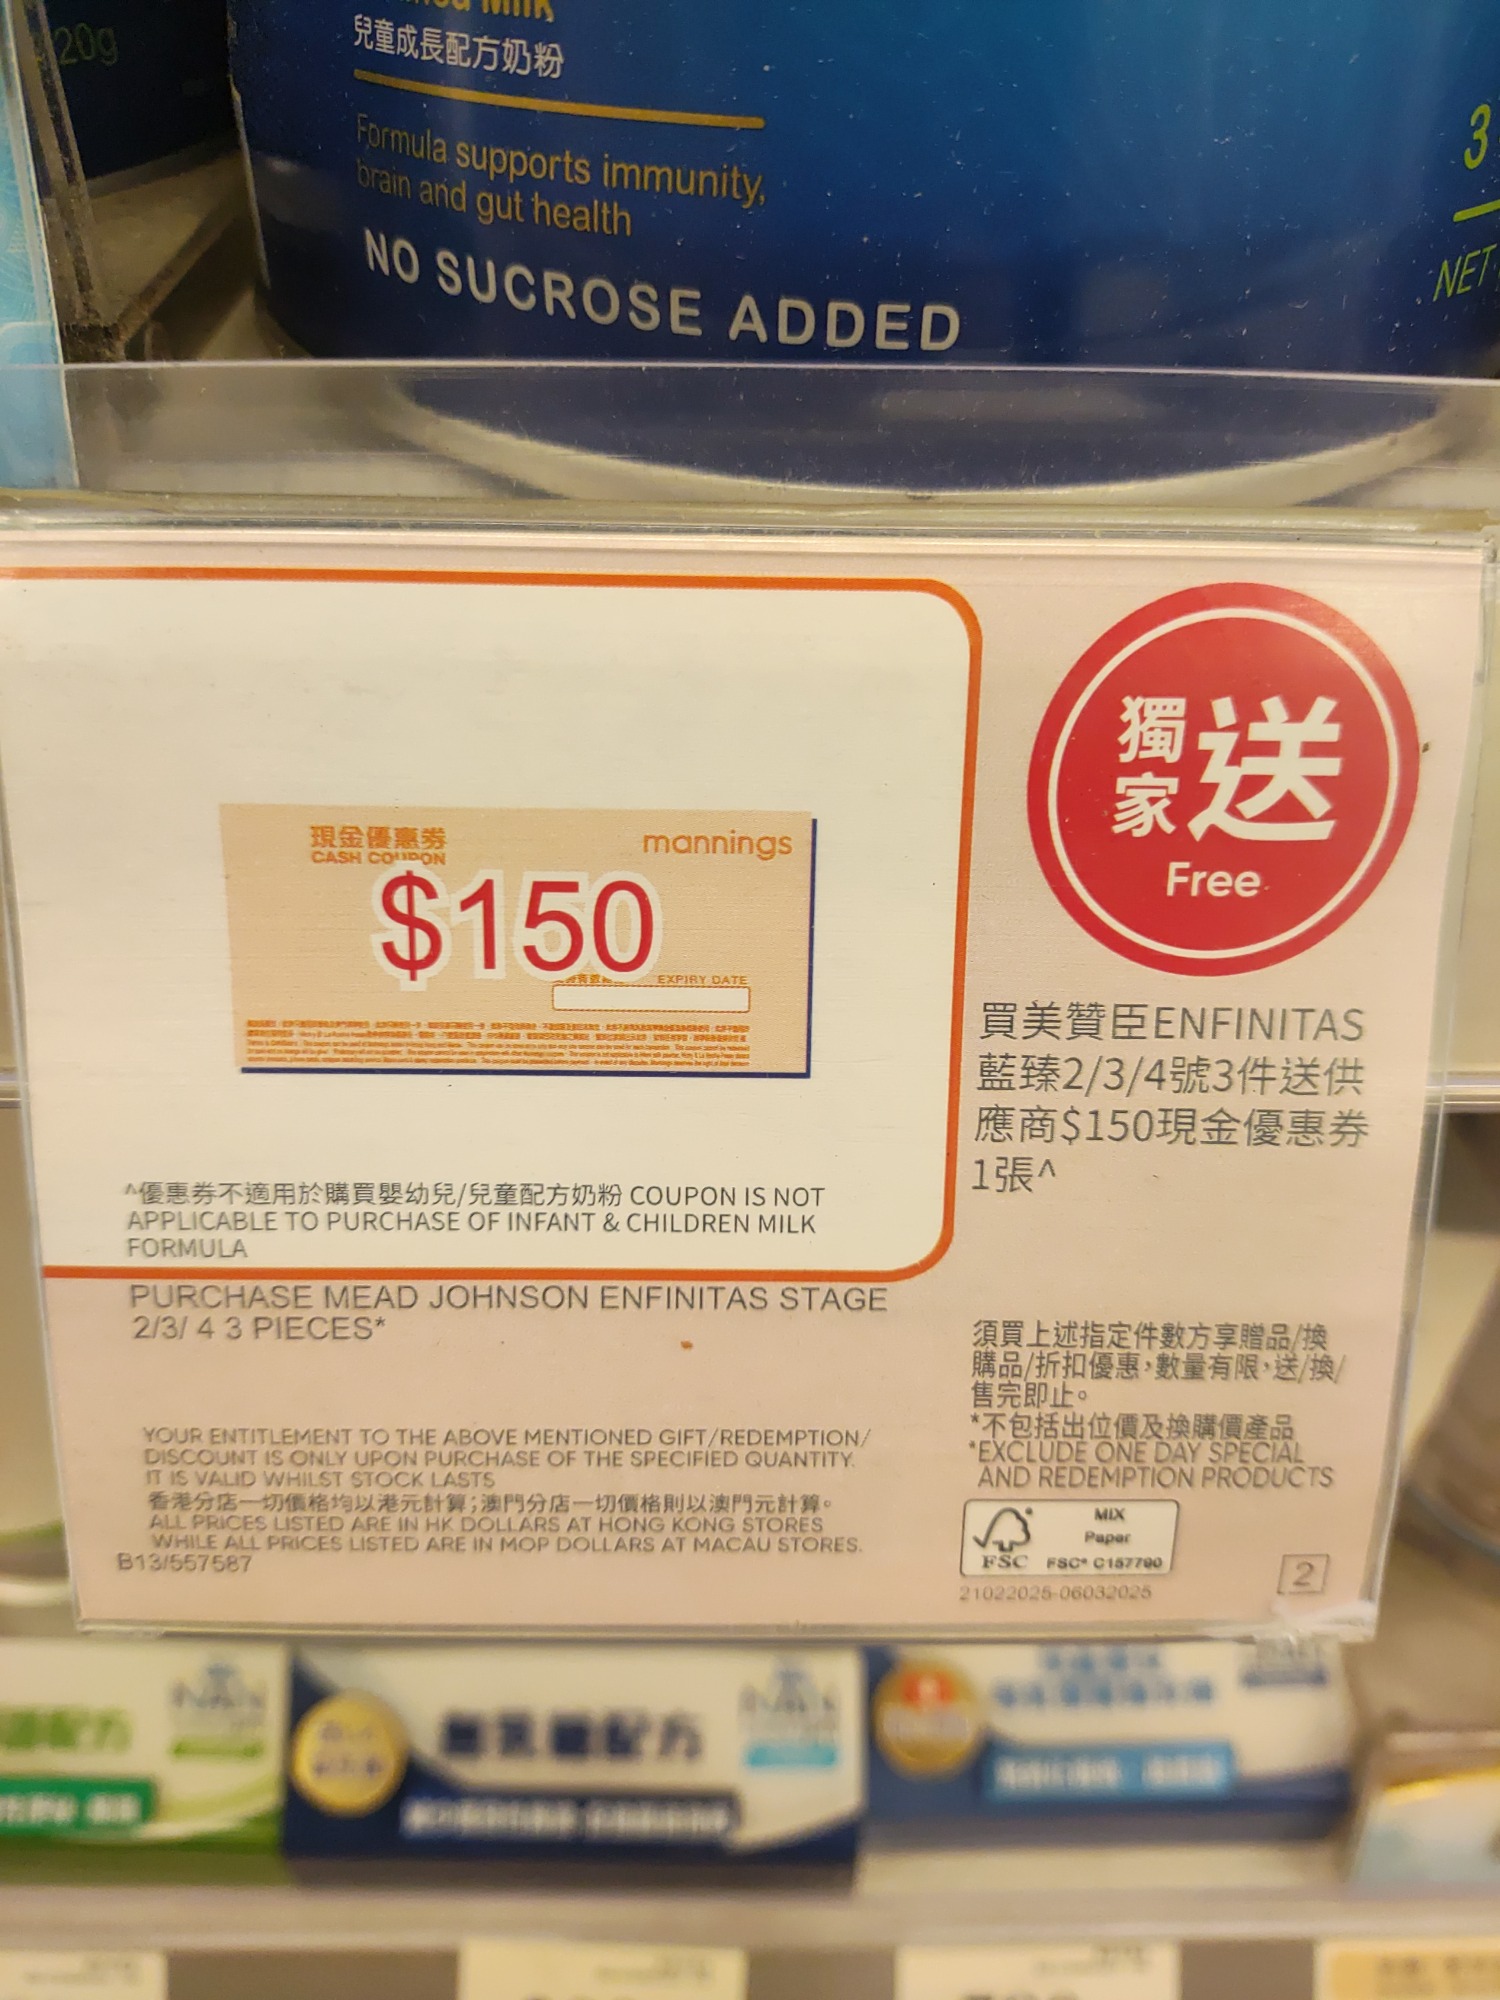 Milk
兒童成長配方奶粉
Formula supports immunity,
brain and gut health
NO SUCROSE ADDED
20g
3
NET
獨家送
Free
現金優惠券
CASH COUPON
mannings
$150
EXPIRY DATE
買美贊臣ENFINITAS
藍臻2/3/4號3件送供
應商$150現金優惠券
1張^
^優惠券不適用於購買嬰幼兒/兒童配方奶粉 COUPON IS NOT
APPLICABLE TO PURCHASE OF INFANT & CHILDREN MILK
FORMULA
PURCHASE MEAD JOHNSON ENFINITAS STAGE
2/3/ 4 3 PIECES*
須買上述指定件數方享贈品/換
購品/折扣優惠，數量有限，送/換/
售完即止。
*不包括出位價及換購價產品
*EXCLUDE ONE DAY SPECIAL
AND REDEMPTION PRODUCTS
YOUR ENTITLEMENT TO THE ABOVE MENTIONED GIFT/REDEMPTION/
DISCOUNT IS ONLY UPON PURCHASE OF THE SPECIFIED QUANTITY.
IT IS VALID WHILST STOCK LASTS
香港分店一切價格均以港元計算；澳門分店一切價格則以澳門元計算。
ALL PRICES LISTED ARE IN HK DOLLARS AT HONG KONG STORES
WHILE ALL PRICES LISTED ARE IN MOP DOLLARS AT MACAU STORES.
B13/557587
MIX
Paper
FSC FSC® C157790
21022025-06032025
2